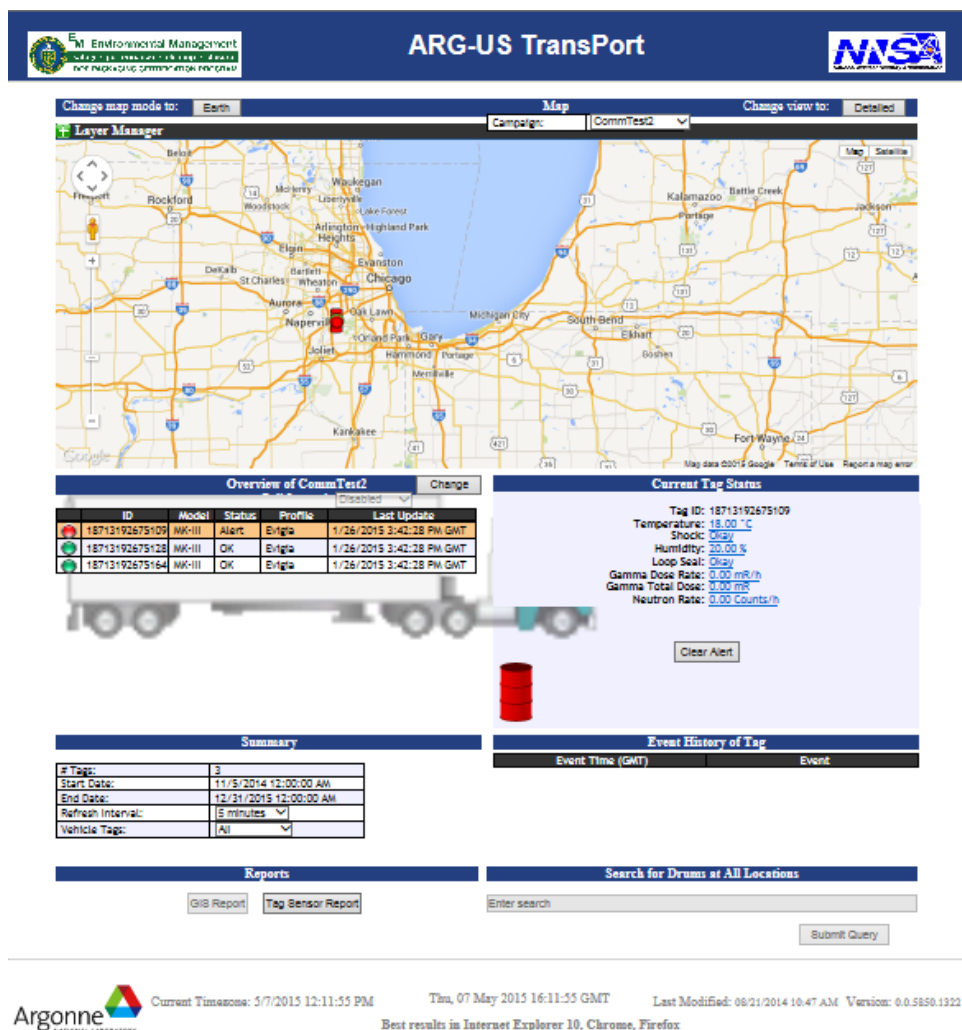 EM Environmental Management
DOE PACKAGING CERTIFICATION PROGRAM
ARG-US TransPort
NNSA
Change map mode to: Earth Map Change view to: Detailed
Campaign: CommTest2
Layer Manager
Map Satellite
Beloit
Freeport
Rockford
McHenry
Woodstock
Waukegan
Libertyville
Lake Forest
Arlington Heights
Highland Park
Elgin
Evanston
DeKalb
St Charles
Bartlett
Wheaton
Chicago
Aurora
Oak Lawn
Naperville
Orland Park
Gary
Joliet
Hammond
Portage
Merrillville
Michigan City
South Bend
Elkhart
Goshen
Kalamazoo
Portage
Battle Creek
Jackson
Kankakee
Fort Wayne
Google
Map data ©2015 Google Terms of Use Report a map error
Overview of CommTest2 Change
Disabled
ID Model Status Profile Last Update
18713192675109 MK-III Alert Evigia 1/26/2015 3:42:28 PM GMT
18713192675128 MK-III OK Evigia 1/26/2015 3:42:28 PM GMT
18713192675164 MK-III OK Evigia 1/26/2015 3:42:28 PM GMT
Current Tag Status
Tag ID: 18713192675109
Temperature: 18.00 °C
Shock: Okay
Humidity: 20.00 %
Loop Seal: Okay
Gamma Dose Rate: 0.00 mR/h
Gamma Total Dose: 0.00 mR
Neutron Rate: 0.00 Counts/h
Clear Alert
Summary
# Tags: 3
Start Date: 11/5/2014 12:00:00 AM
End Date: 12/31/2015 12:00:00 AM
Refresh Interval: 5 minutes
Vehicle Tags: All
Event History of Tag
Event Time (GMT) Event
Reports
GIS Report Tag Sensor Report
Search for Drums at All Locations
Enter search
Submit Query
Argonne
NATIONAL LABORATORY
Current Timezone: 5/7/2015 12:11:55 PM Thu, 07 May 2015 16:11:55 GMT Last Modified: 08/21/2014 10:47 AM Version: 0.0.5850.1322
Best results in Internet Explorer 10, Chrome, Firefox